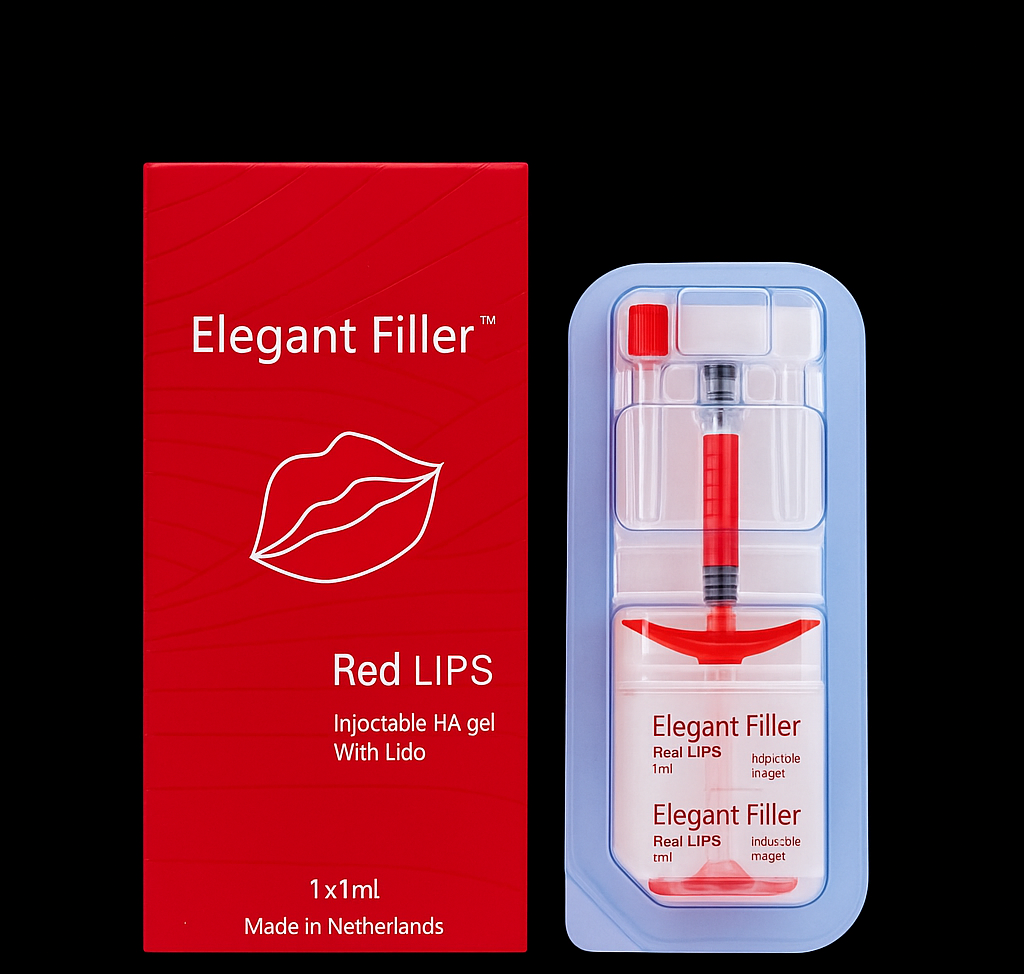 Elegant Filler™
Red LIPS
Injoctable HA gel
With Lido
1x1ml
Made in Netherlands
Elegant Filler
Real LIPS
1ml
hdpictole
inaget
Elegant Filler
Real LIPS
tml
induscble
maget